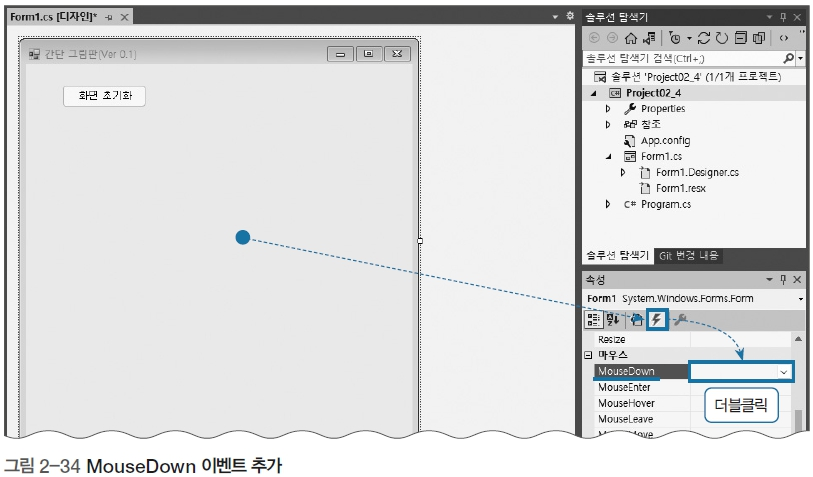 Form1.cs [디자인]*
간단 그림판(Ver 0.1)
화면 초기화
솔루션 탐색기
솔루션 탐색기 검색(Ctrl+;)
솔루션 'Project02_4' (1/1개 프로젝트)
Project02_4
Properties
참조
App.config
Form1.cs
Form1.Designer.cs
Form1.resx
C# Program.cs
솔루션 탐색기 Git 변경 내용
속성
Form1 System.Windows.Forms.Form
Resize
마우스
MouseDown
MouseEnter
MouseHover
MouseLeave
더블클릭
그림 2-34 MouseDown 이벤트 추가